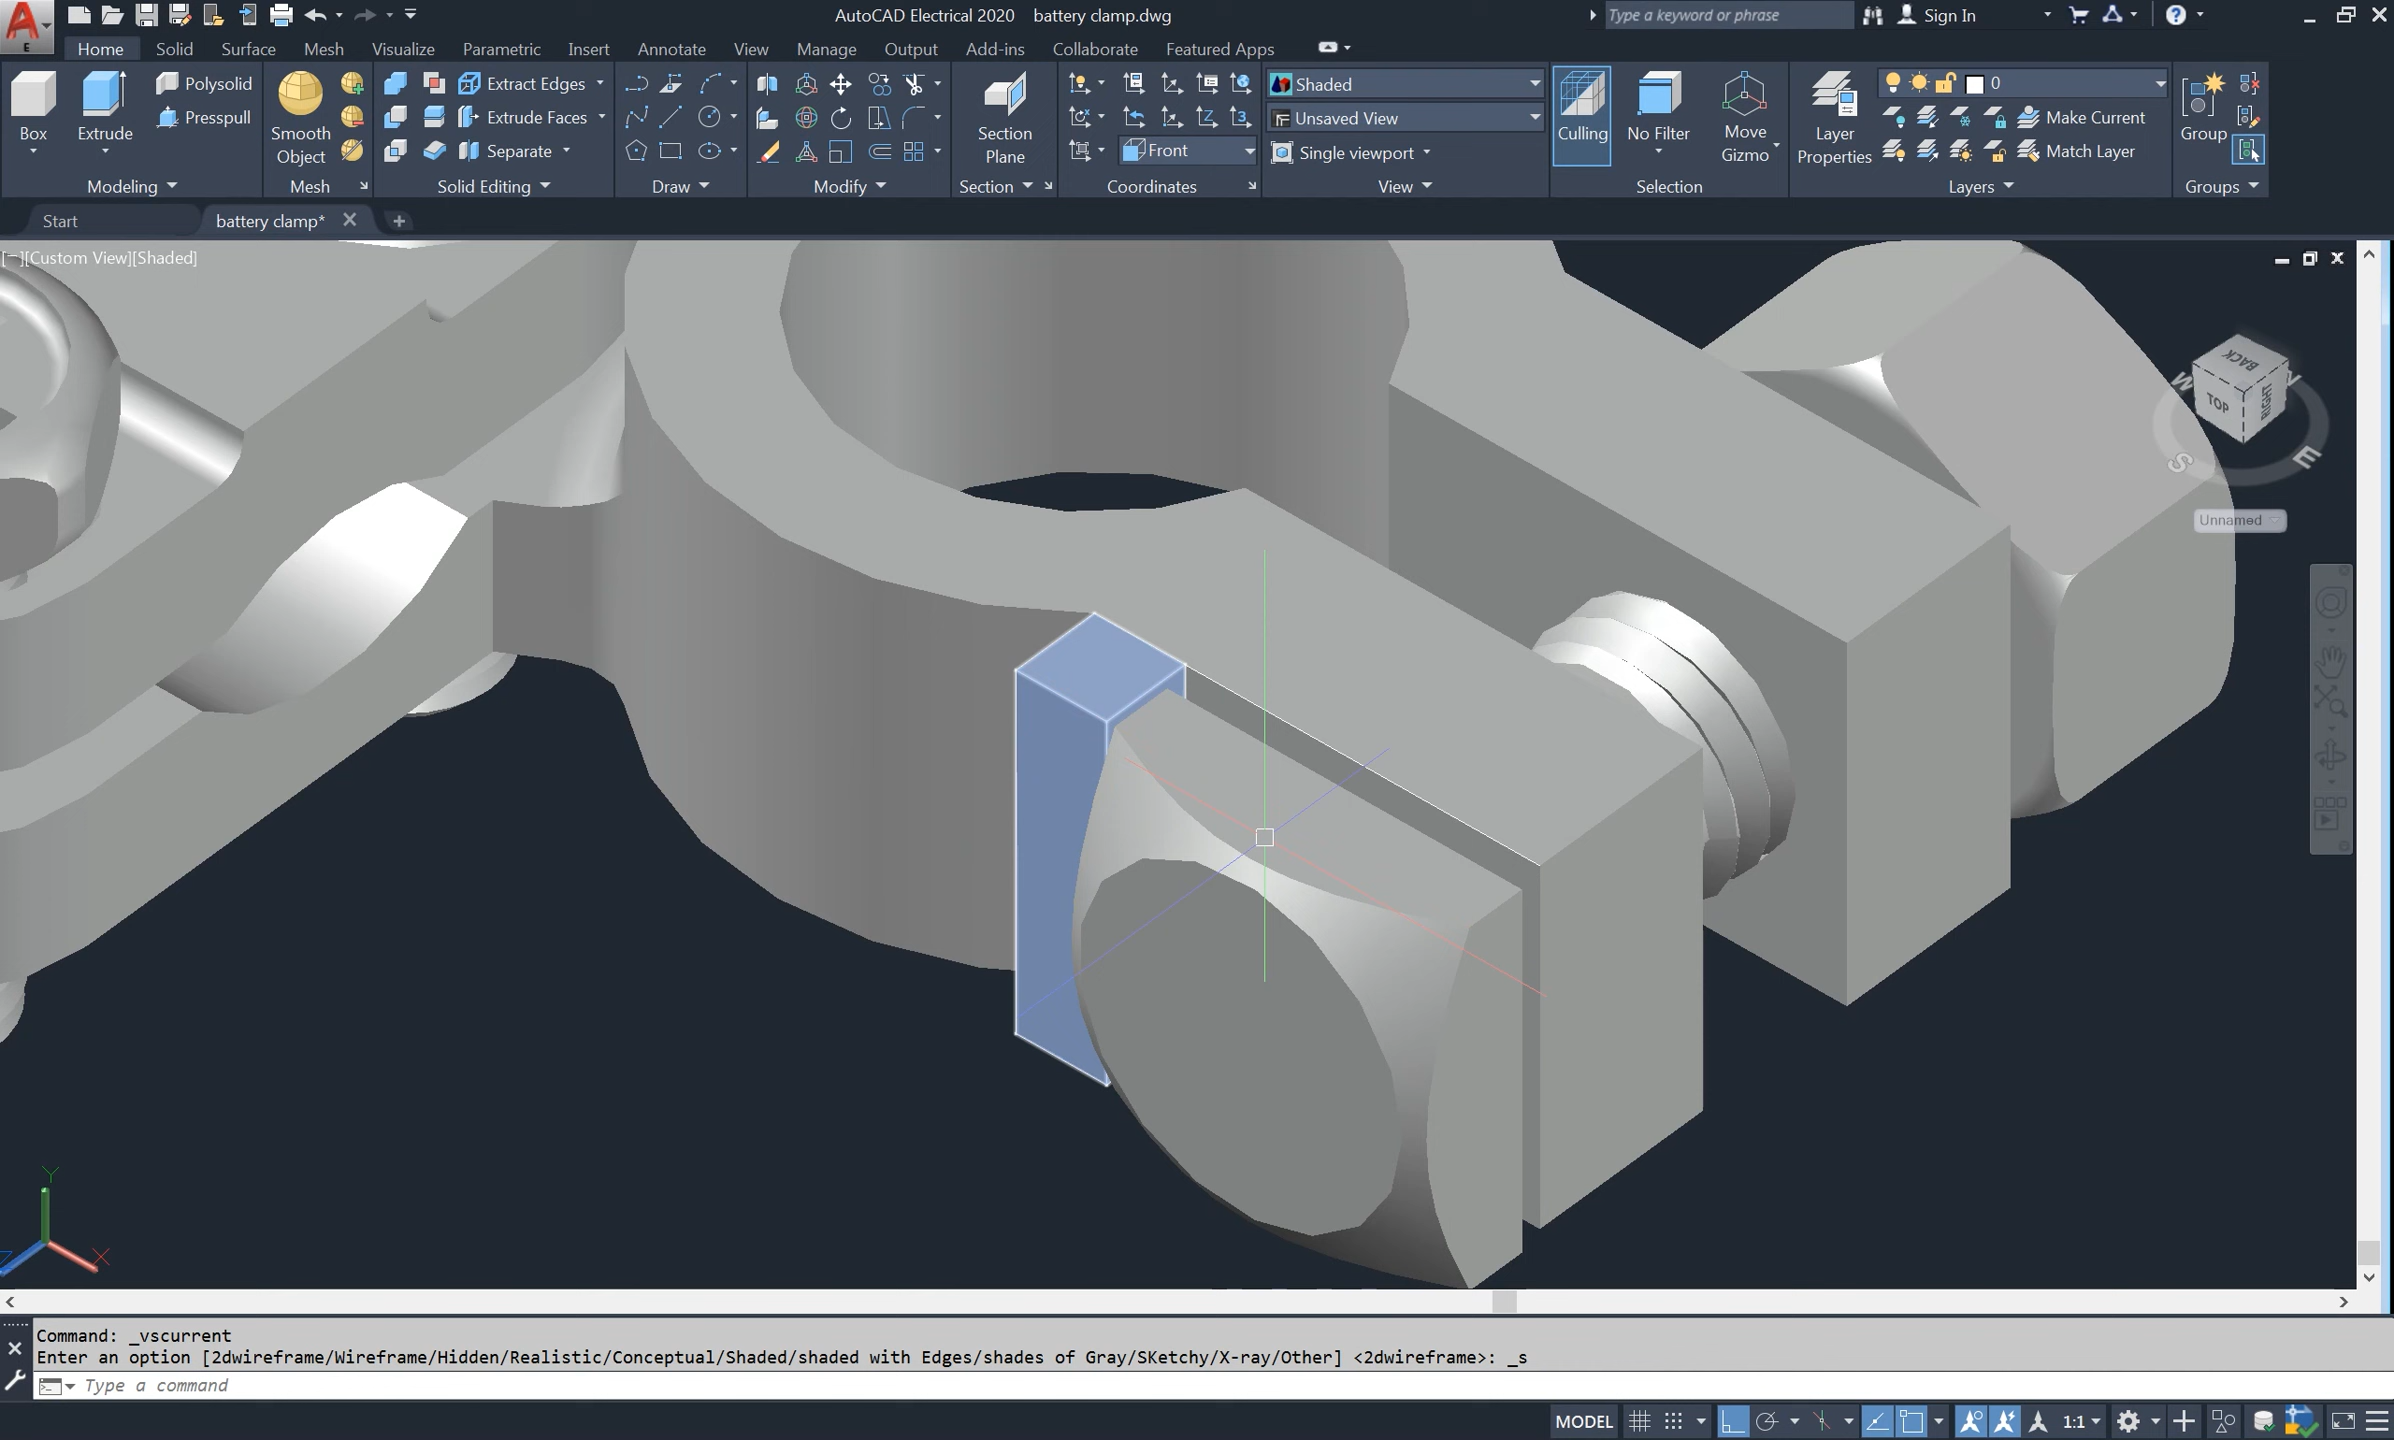 AutoCAD Electrical 2020 battery clamp.dwg
Type a keyword or phrase
Sign In
E
Home Solid Surface Mesh Visualize Parametric Insert Annotate View Manage Output Add-ins Collaborate Featured Apps
Box
Extrude
Polysolid
Presspull
Modeling
Smooth
Object
Mesh
Extract Edges
Extrude Faces
Separate
Solid Editing
Draw
Modify
Section
Plane
Section
Front
Coordinates
Shaded
Unsaved View
Single viewport
View
Culling
No Filter
Move
Gizmo
Selection
Layer
Properties
0
Make Current
Match Layer
Layers
Group
Groups
Start
battery clamp*
[−][Custom View][Shaded]
BACK
TOP
RIGHT
W
S
E
Unnamed
Y
X
Z
Command: _vscurrent
Enter an option [2dwireframe/Wireframe/Hidden/Realistic/Conceptual/Shaded/shaded with Edges/shades of Gray/SKetchy/X-ray/Other] <2dwireframe>: _s
Type a command
MODEL
1:1